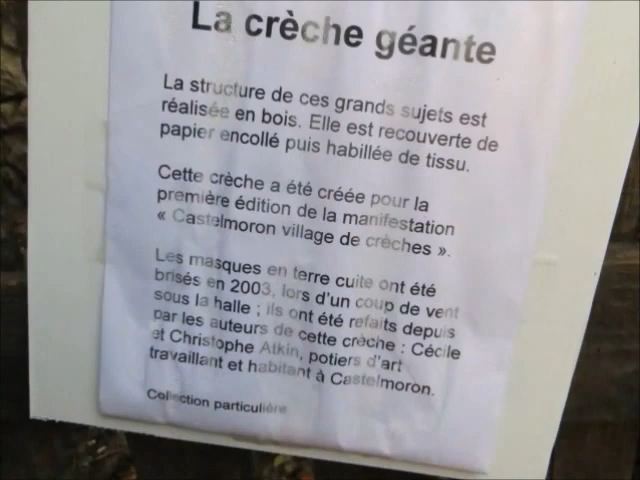 La crèche géante
La structure de ces grands sujets est
réalisée en bois. Elle est recouverte de
papier encollé puis habillée de tissu.
Cette crèche a été créée pour la
première édition de la manifestation
« Castelmoron village de crèches ».
Les masques en terre cuite ont été
brisés en 2003, lors d'un coup de vent
sous la halle ; ils ont été refaits depuis
par les auteurs de cette crèche : Cécile
et Christophe Atkin, potiers d'art
travaillant et habitant à Castelmoron.
Collection particulière